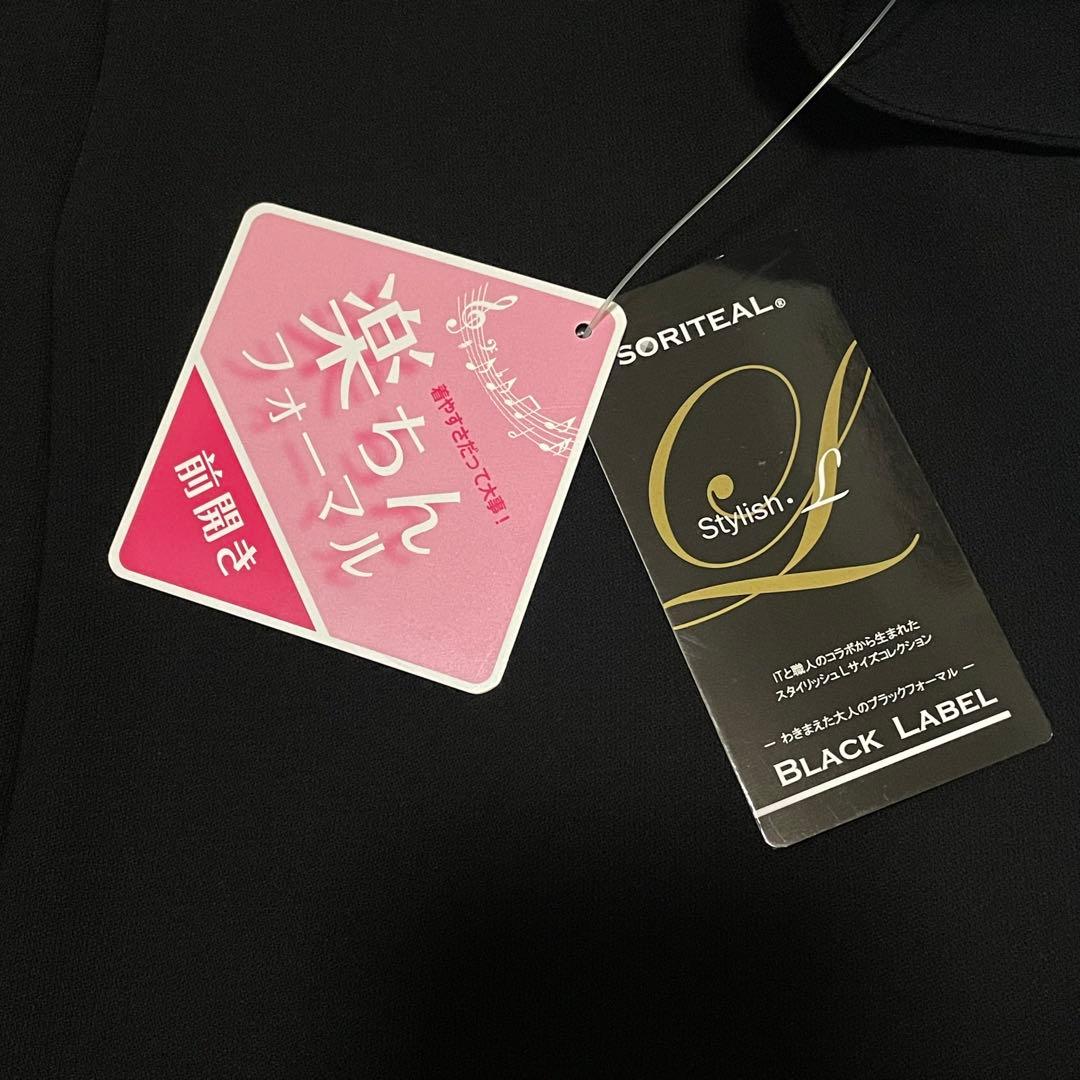 着やすさだって大事!
楽ちん
フォーマル
前開き
SORITEAL®
L
Stylish・L
ITと職人のコラボから生まれた
スタイリッシュLサイズコレクション
― わきまえた大人のブラックフォーマル ―
BLACK LABEL